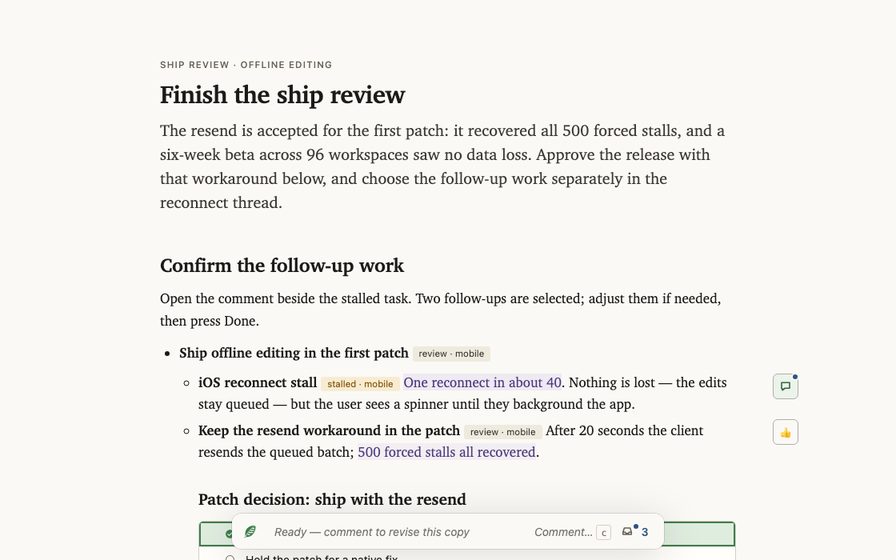 SHIP REVIEW · OFFLINE EDITING
Finish the ship review
The resend is accepted for the first patch: it recovered all 500 forced stalls, and a
six-week beta across 96 workspaces saw no data loss. Approve the release with
that workaround below, and choose the follow-up work separately in the
reconnect thread.
Confirm the follow-up work
Open the comment beside the stalled task. Two follow-ups are selected; adjust them if needed,
then press Done.
Ship offline editing in the first patch review · mobile
iOS reconnect stall stalled · mobile One reconnect in about 40. Nothing is lost — the edits
stay queued — but the user sees a spinner until they background the app.
Keep the resend workaround in the patch review · mobile After 20 seconds the client
resends the queued batch; 500 forced stalls all recovered.
Patch decision: ship with the resend
Ready — comment to revise this copy Comment... c 3
Hold the patch for a native fix